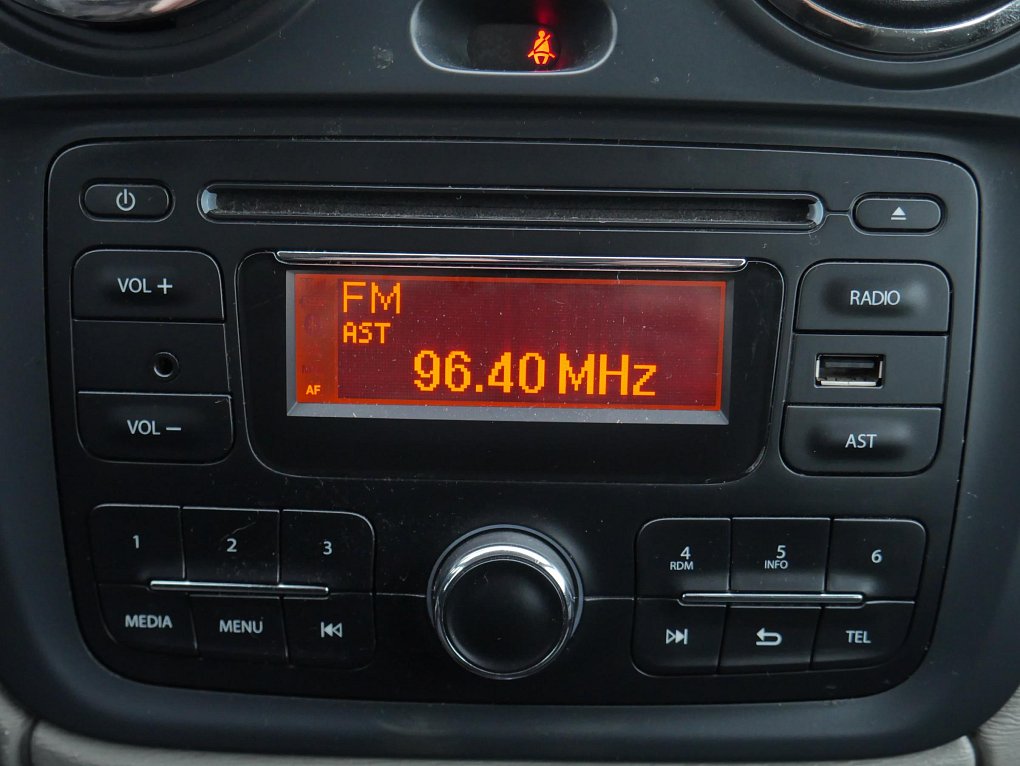 VOL +
VOL –
FM
AST
96.40 MHz
AF
RADIO
AST
1
2
3
MEDIA
MENU
4
RDM
5
INFO
6
TEL